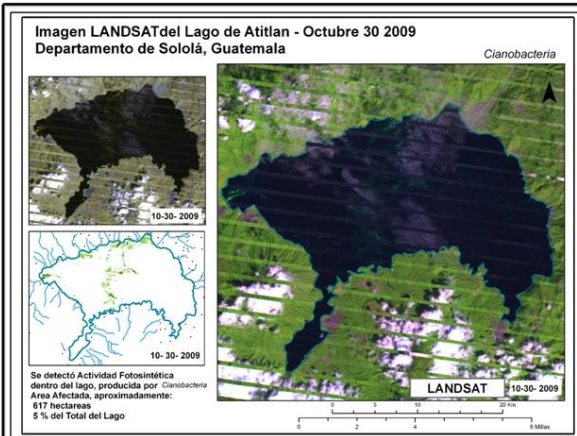 Imagen LANDSATdel Lago de Atitlan - Octubre 30 2009
Departamento de Sololá, Guatemala
Cianobacteria
10-30- 2009
10- 30- 2009
Se detectó Actividad Fotosintética
dentro del lago, producida por Cianobacteria
Area Afectada, aproximadamente:
617 hectareas
5 % del Total del Lago
LANDSAT
10-30- 2009
0 5 10 20 Km
0 2 4 8 Millas